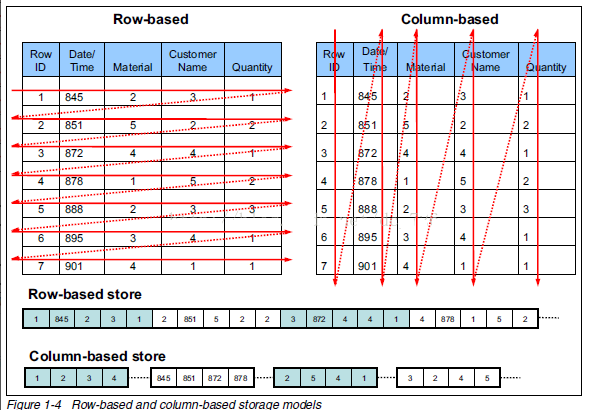 Row-based
Row ID Date/Time Material Customer Name Quantity
1 845 2 3 1
2 851 5 2 2
3 872 4 4 1
4 878 1 5 2
5 888 2 3 3
6 895 3 4 1
7 901 4 1 1
Column-based
Row ID Date/Time Material Customer Name Quantity
1 845 2 3 1
2 851 5 2 2
3 872 4 4 1
4 878 1 5 2
5 888 2 3 3
6 895 3 4 1
7 901 4 1 1
Row-based store
1 845 2 3 1 2 851 5 2 2 3 872 4 4 1 4 878 1 5 2
Column-based store
1 2 3 4 845 851 872 878 2 5 4 1 3 2 4 5
Figure 1-4 Row-based and column-based storage models